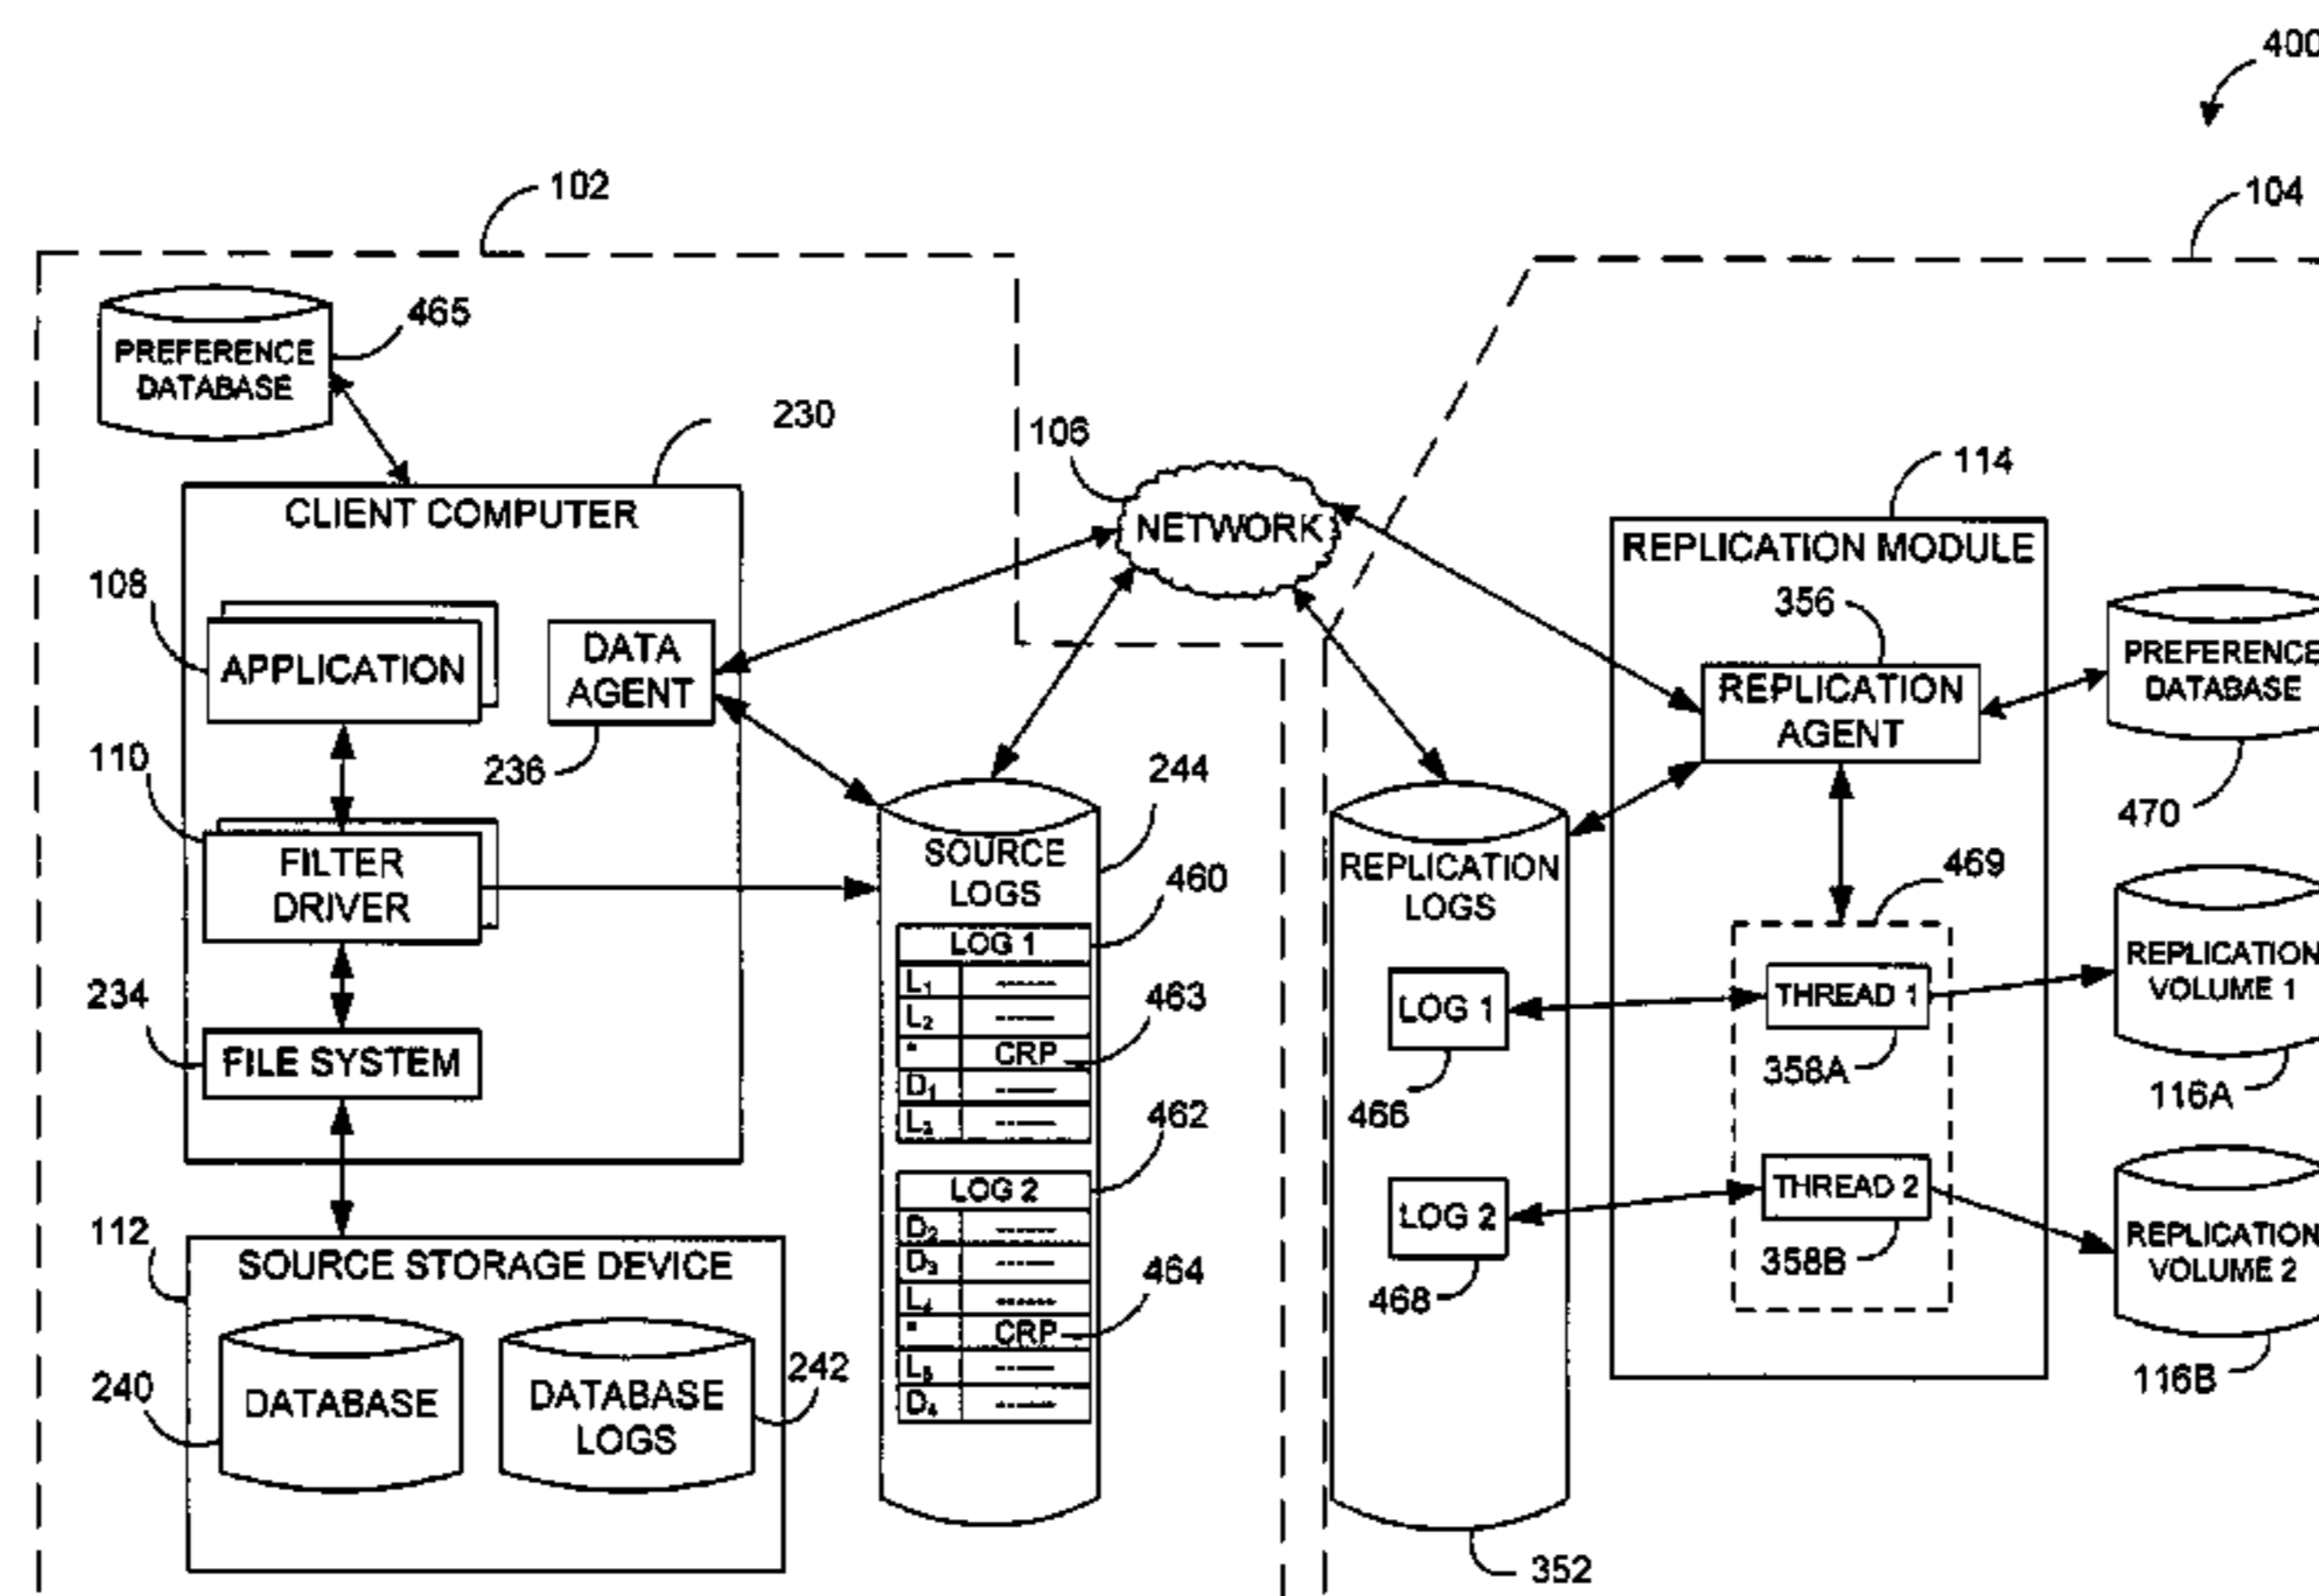 400
102
104
465
PREFERENCE
DATABASE
230
106
NETWORK
114
CLIENT COMPUTER
REPLICATION MODULE
108
APPLICATION
DATA
AGENT
236
356
REPLICATION
AGENT
PREFERENCE
DATABASE
470
110
FILTER
DRIVER
244
SOURCE
LOGS
460
LOG 1
L1 ------
L2 ------
* CRP
463
D1 ------
L3 ------
462
LOG 2
D2 ------
D3 ------
L4 ------
* CRP
464
L5 ------
D4 ------
REPLICATION
LOGS
469
LOG 1
466
THREAD 1
358A
REPLICATION
VOLUME 1
116A
LOG 2
468
THREAD 2
358B
REPLICATION
VOLUME 2
116B
234
FILE SYSTEM
112
SOURCE STORAGE DEVICE
240
DATABASE
DATABASE
LOGS
242
352